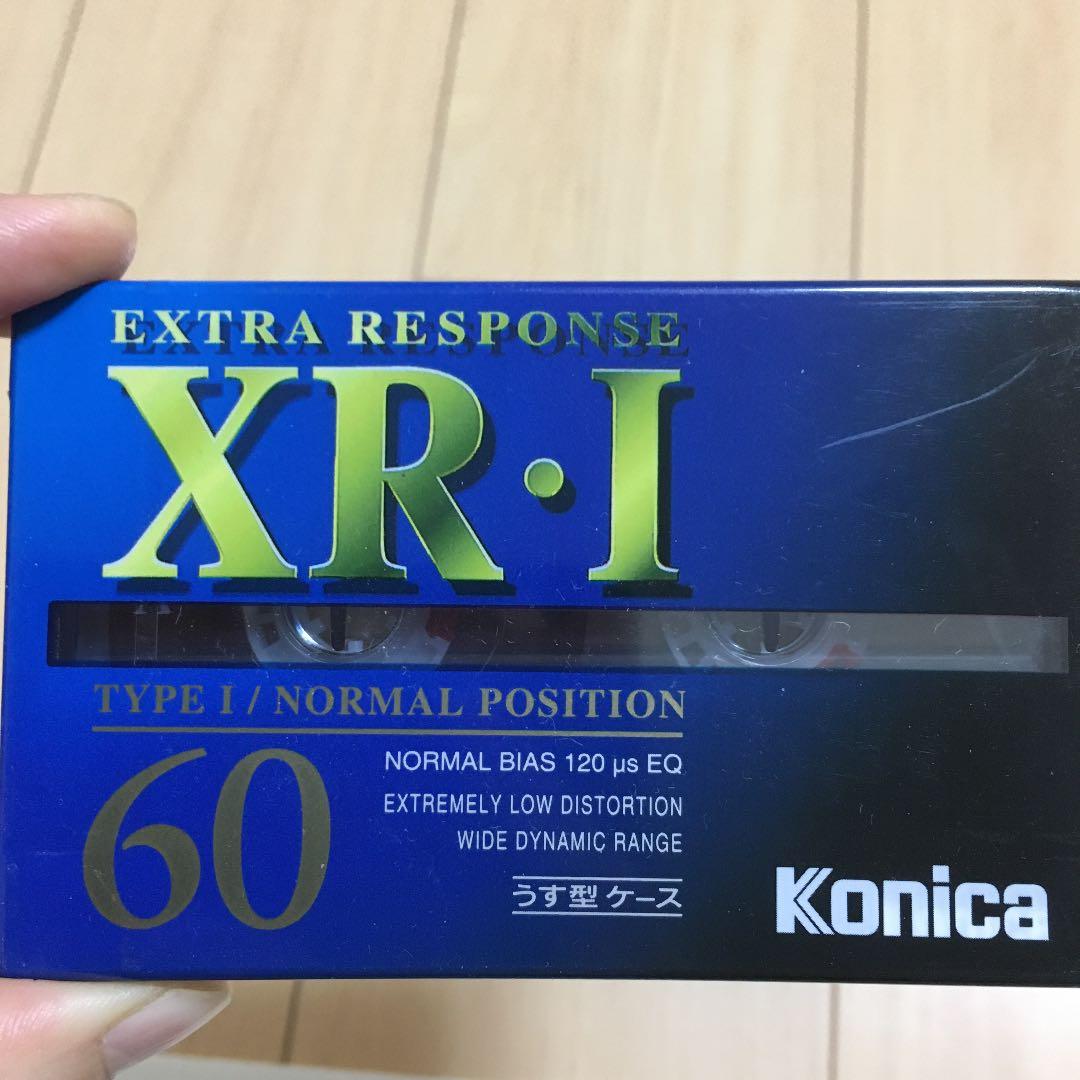 EXTRA RESPONSE
XR·I
TYPE I / NORMAL POSITION
60
NORMAL BIAS 120 µs EQ
EXTREMELY LOW DISTORTION
WIDE DYNAMIC RANGE
うす型 ケース
Konica